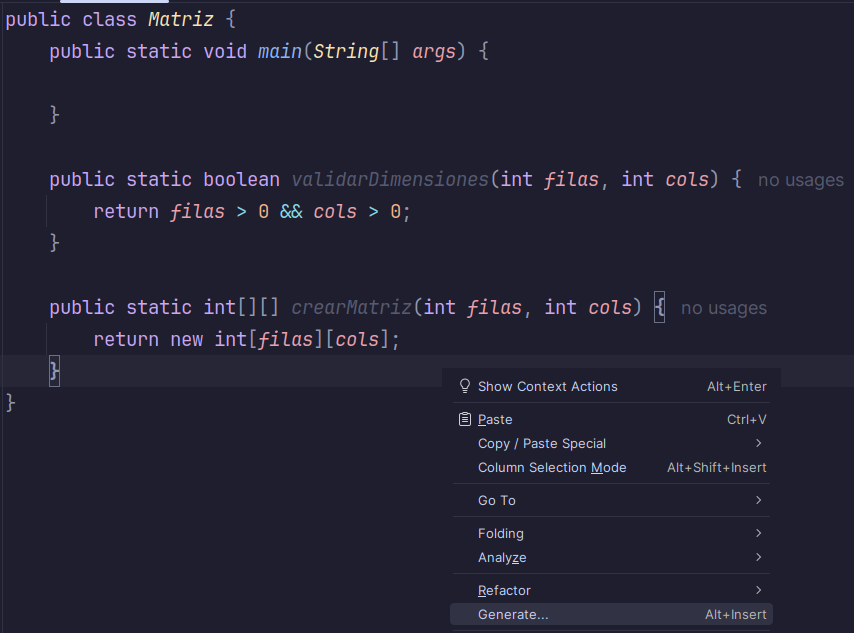 public class Matriz {
    public static void main(String[] args) {
    }
    public static boolean validarDimensiones(int filas, int cols) { no usages
        return filas > 0 && cols > 0;
    }
    public static int[][] crearMatriz(int filas, int cols) { no usages
        return new int[filas][cols];
    }
}
Show Context Actions Alt+Enter
Paste Ctrl+V
Copy / Paste Special
Column Selection Mode Alt+Shift+Insert
Go To
Folding
Analyze
Refactor
Generate... Alt+Insert